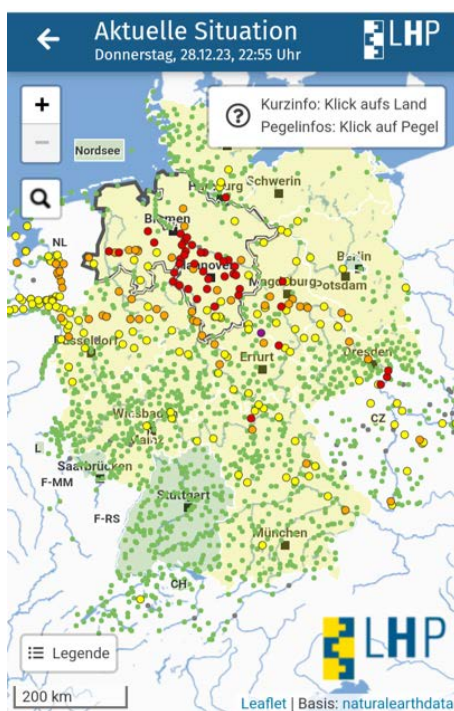 Aktuelle Situation
Donnerstag, 28.12.23, 22:55 Uhr
LHP
+
−
Kurzinfo: Klick aufs Land
Pegelinfos: Klick auf Pegel
Nordsee
Hamburg
Schwerin
Bremen
NL
Hannover
Berlin
Magdeburg
Potsdam
Düsseldorf
Erfurt
Dresden
Wiesbaden
Mainz
CZ
L
Saarbrücken
F-MM
Stuttgart
F-RS
München
CH
LHP
Legende
200 km
Leaflet | Basis: naturalearthdata